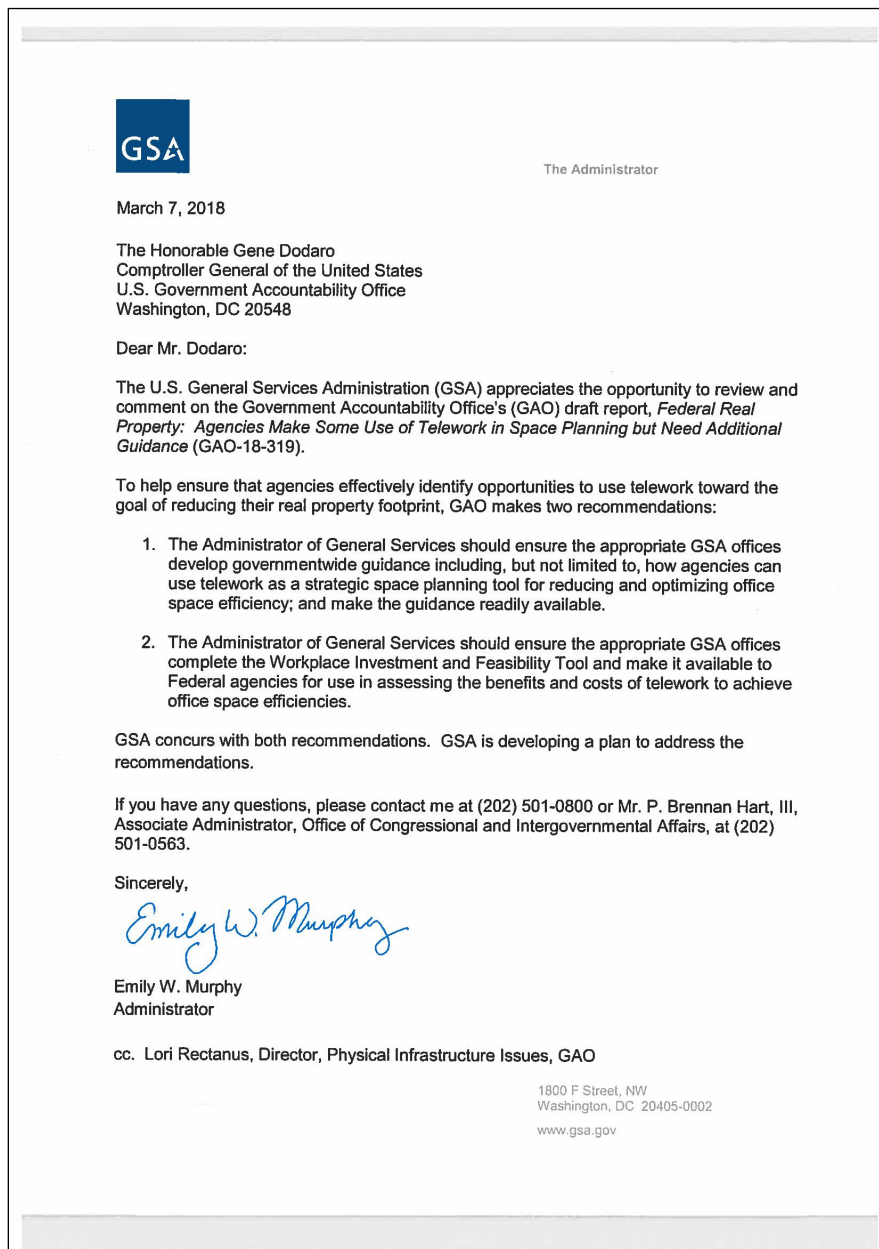 GSA
The Administrator
March 7, 2018
The Honorable Gene Dodaro
Comptroller General of the United States
U.S. Government Accountability Office
Washington, DC 20548
Dear Mr. Dodaro:
The U.S. General Services Administration (GSA) appreciates the opportunity to review and
comment on the Government Accountability Office's (GAO) draft report, Federal Real
Property: Agencies Make Some Use of Telework in Space Planning but Need Additional
Guidance (GAO-18-319).
To help ensure that agencies effectively identify opportunities to use telework toward the
goal of reducing their real property footprint, GAO makes two recommendations:
1. The Administrator of General Services should ensure the appropriate GSA offices
develop governmentwide guidance including, but not limited to, how agencies can
use telework as a strategic space planning tool for reducing and optimizing office
space efficiency; and make the guidance readily available.
2. The Administrator of General Services should ensure the appropriate GSA offices
complete the Workplace Investment and Feasibility Tool and make it available to
Federal agencies for use in assessing the benefits and costs of telework to achieve
office space efficiencies.
GSA concurs with both recommendations. GSA is developing a plan to address the
recommendations.
If you have any questions, please contact me at (202) 501-0800 or Mr. P. Brennan Hart, III,
Associate Administrator, Office of Congressional and Intergovernmental Affairs, at (202)
501-0563.
Sincerely,
Emily W. Murphy
Emily W. Murphy
Administrator
cc. Lori Rectanus, Director, Physical Infrastructure Issues, GAO
1800 F Street, NW
Washington, DC 20405-0002
www.gsa.gov